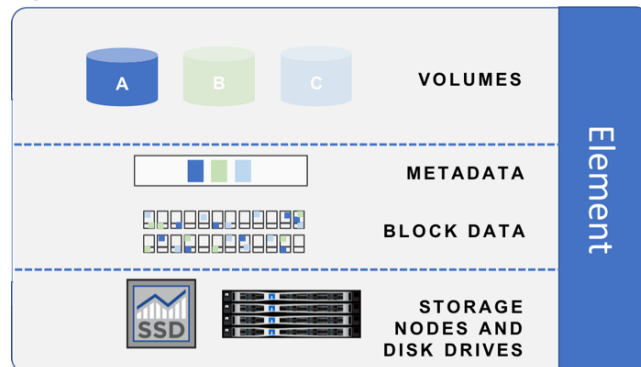 A
B
C
VOLUMES
METADATA
BLOCK DATA
SSD
STORAGE
NODES AND
DISK DRIVES
Element